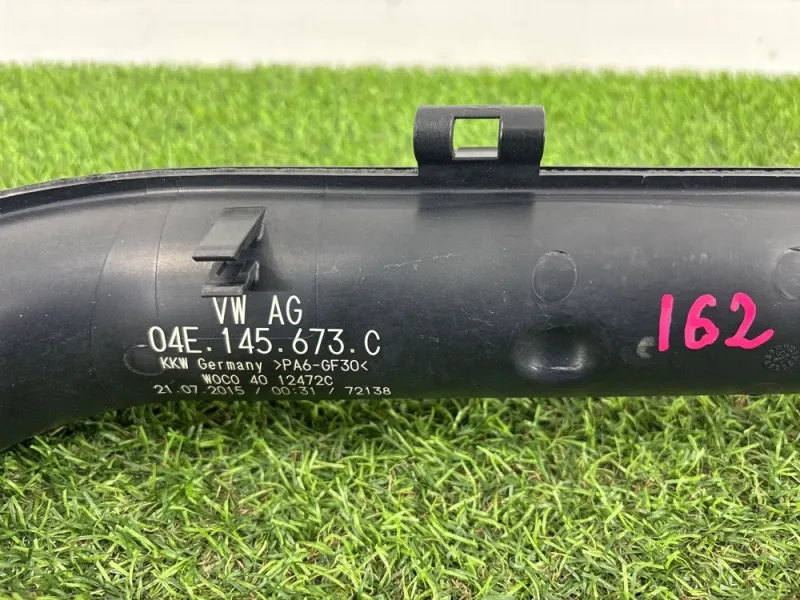 VW AG
04E.145.673.C
KKW Germany >PA6-GF30<
WOCO 40 12472C
21.07.2015 / 00:31 / 72138
162